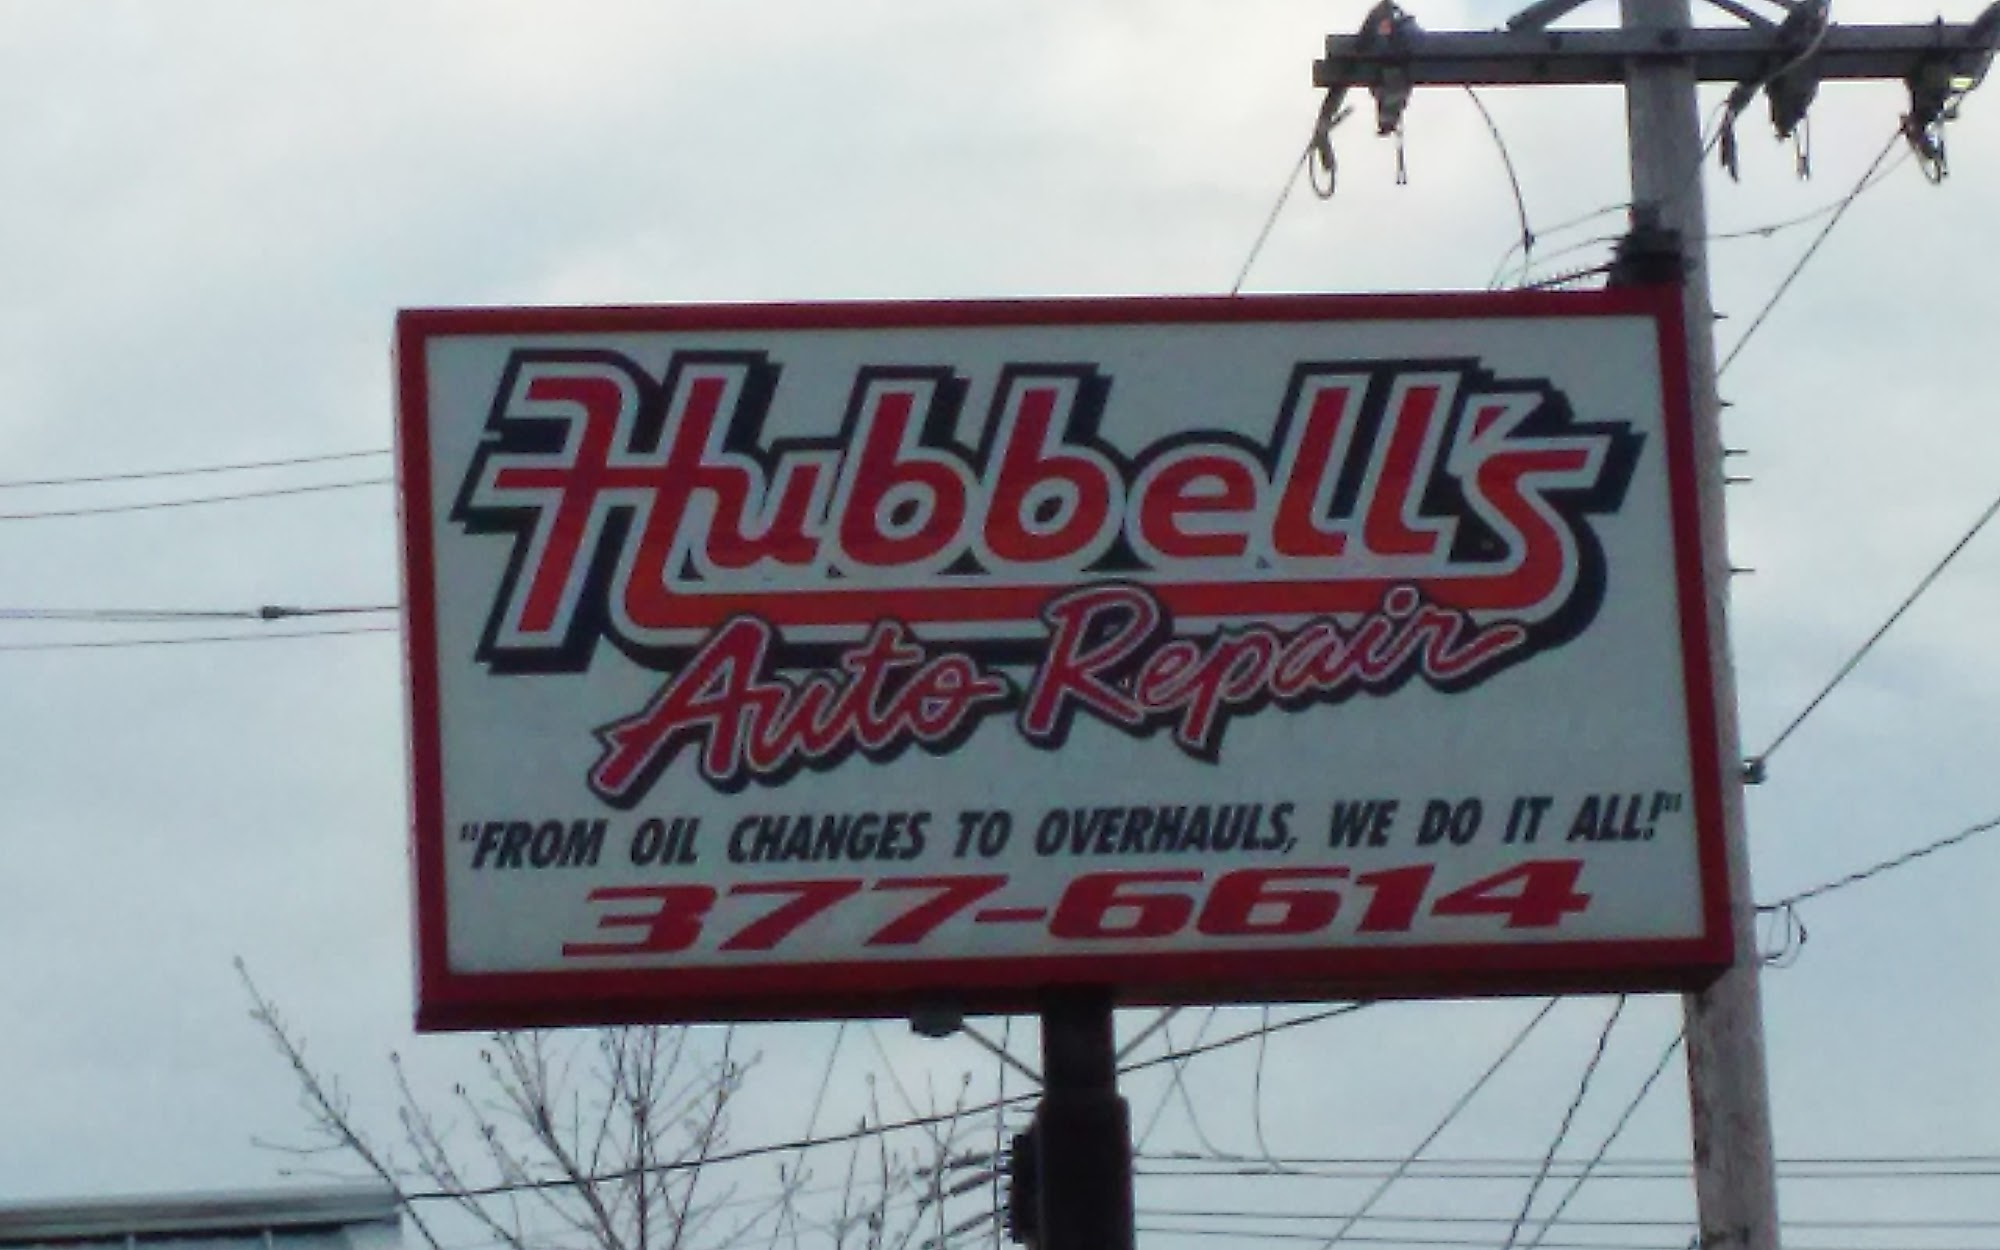 Hubbell's
Auto Repair
"FROM OIL CHANGES TO OVERHAULS, WE DO IT ALL!"
377-6614